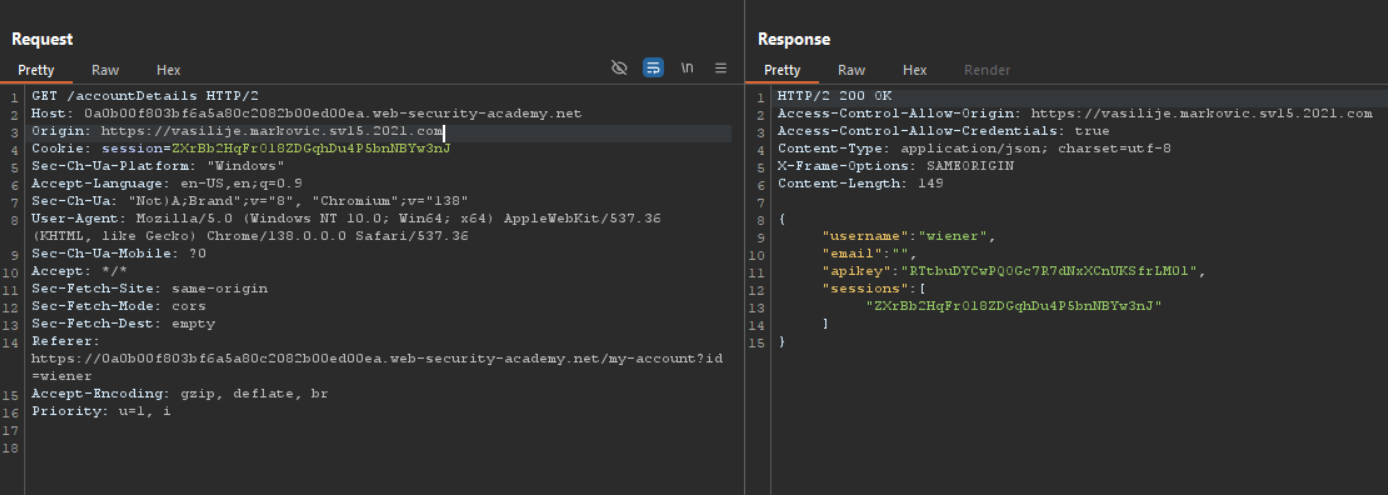 Request
Pretty Raw Hex
\n
1 GET /accountDetails HTTP/2
2 Host: 0a0b00f803bf6a5a80c2082b00ed00ea.web-security-academy.net
3 Origin: https://vasilije.markovic.sv15.2021.com
4 Cookie: session=ZXrBb2HqFr018ZDGqhDu4P5bnNBYw3nJ
5 Sec-Ch-Ua-Platform: "Windows"
6 Accept-Language: en-US,en;q=0.9
7 Sec-Ch-Ua: "Not)A;Brand";v="8", "Chromium";v="138"
8 User-Agent: Mozilla/5.0 (Windows NT 10.0; Win64; x64) AppleWebKit/537.36
(KHTML, like Gecko) Chrome/138.0.0.0 Safari/537.36
9 Sec-Ch-Ua-Mobile: ?0
10 Accept: */*
11 Sec-Fetch-Site: same-origin
12 Sec-Fetch-Mode: cors
13 Sec-Fetch-Dest: empty
14 Referer:
https://0a0b00f803bf6a5a80c2082b00ed00ea.web-security-academy.net/my-account?id
=wiener
15 Accept-Encoding: gzip, deflate, br
16 Priority: u=1, i
17
18
Response
Pretty Raw Hex Render
1 HTTP/2 200 OK
2 Access-Control-Allow-Origin: https://vasilije.markovic.sv15.2021.com
3 Access-Control-Allow-Credentials: true
4 Content-Type: application/json; charset=utf-8
5 X-Frame-Options: SAMEORIGIN
6 Content-Length: 149
7
8 {
9 "username":"wiener",
10 "email":"",
11 "apikey":"RTtbuDYCwPQ0Gc7R7dNxXCnUKSfrLM01",
12 "sessions":[
13 "ZXrBb2HqFr018ZDGqhDu4P5bnNBYw3nJ"
14 ]
15 }